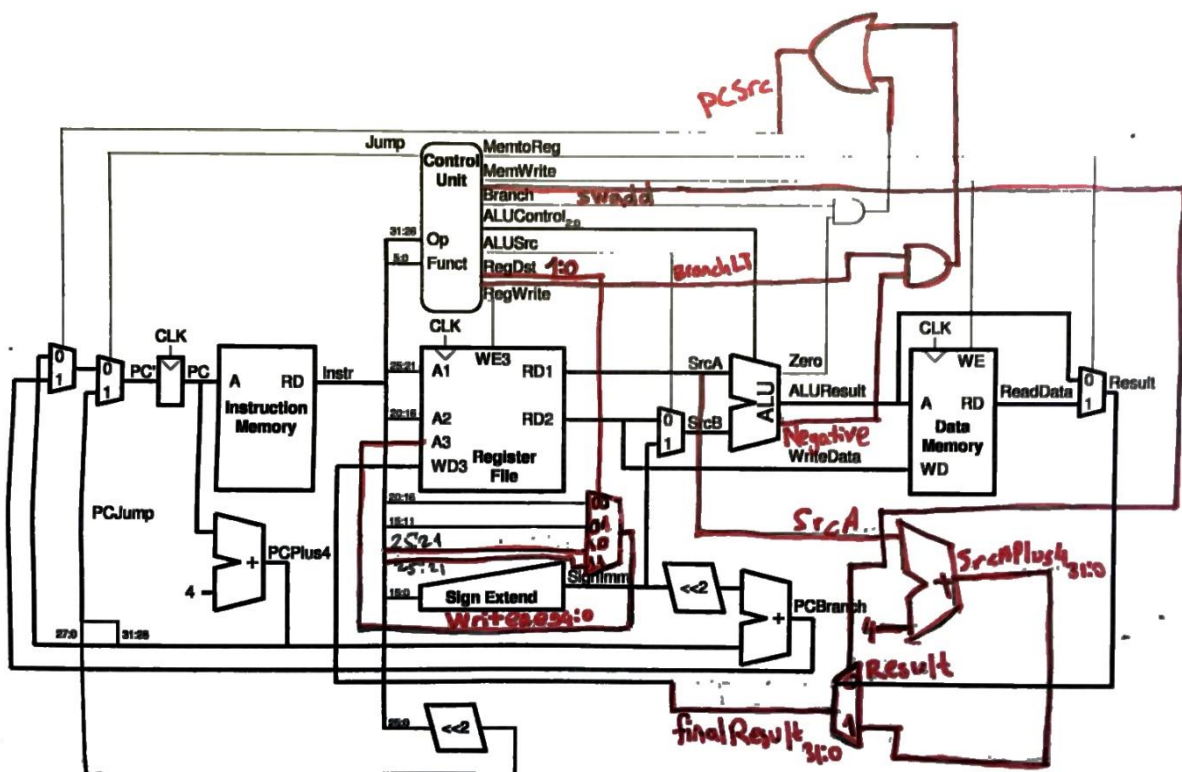 PCSrc
Jump
Control
Unit
MemtoReg
MemWrite
Branch
swadd
ALUControl2:0
ALUSrc
RegDst
1:0
RegWrite
31:26
Op
5:0
Funct
BranchLT
CLK
0
1
0
1
PC'
PC
A
RD
Instruction
Memory
Instr
CLK
WE3
25:21
A1
RD1
20:16
A2
RD2
A3
WD3
Register
File
SrcA
0
1
SrcB
ALU
Zero
ALUResult
Negative
WriteData
CLK
WE
A
RD
Data
Memory
WD
ReadData
0
1
Result
20:16
00
15:11
01
25:21
10
25:21
11
PCJump
+
PCPlus4
4
SignImm
15:0
Sign Extend
WriteReg4:0
<<2
+
PCBranch
SrcA
+
SrcAPlus4
31:0
4
27:0
31:28
Result
1
finalResult
31:0
25:0
<<2